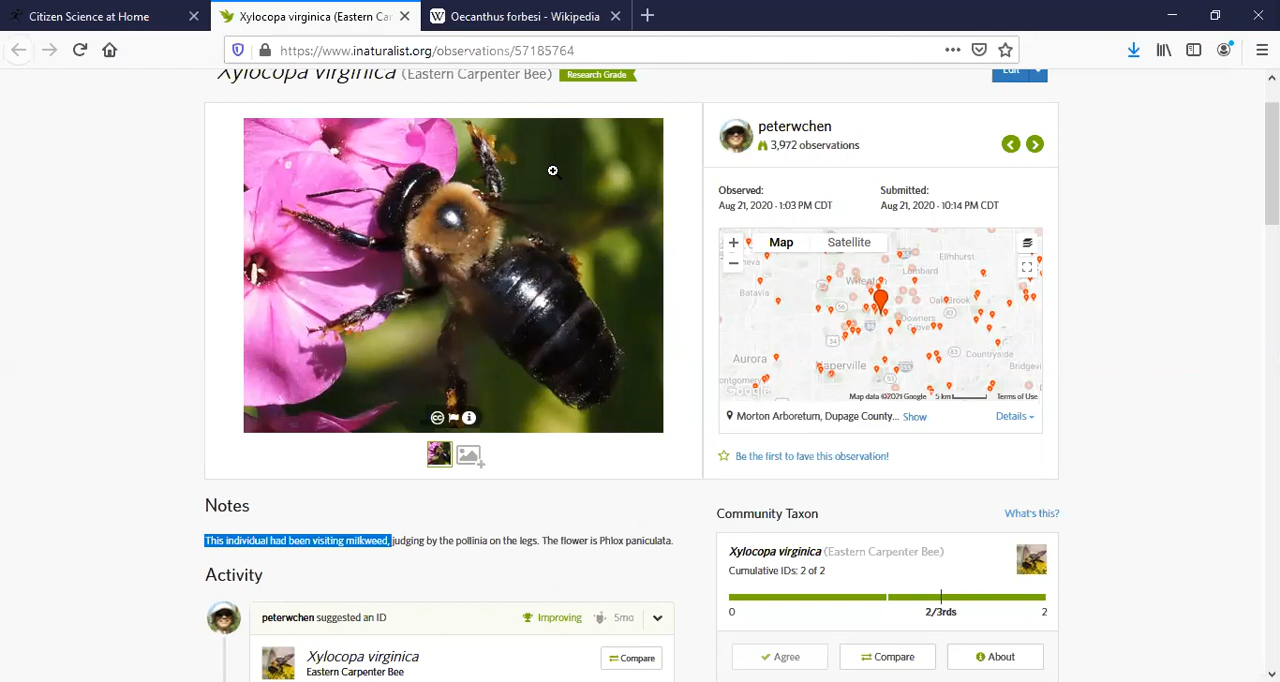 Citizen Science at Home
Xylocopa virginica (Eastern Car
Oecanthus forbesi - Wikipedia
https://www.inaturalist.org/observations/57185764
Xylocopa virginica (Eastern Carpenter Bee) Research Grade
Edit
peterwchen
3,972 observations
Observed:
Aug 21, 2020 · 1:03 PM CDT
Submitted:
Aug 21, 2020 · 10:14 PM CDT
Map Satellite
Elmhurst
Lombard
Wheaton
Batavia
Oak Brook
Downers
Grove
Countryside
Aurora
Naperville
Bridgevi
ntgomery
Google
Map data ©2021 Google 5 km Terms of Use
Morton Arboretum, Dupage County... Show
Details
Be the first to fave this observation!
Notes
This individual had been visiting milkweed, judging by the pollinia on the legs. The flower is Phlox paniculata.
Activity
peterwchen suggested an ID
Improving
5mo
Xylocopa virginica
Eastern Carpenter Bee
Compare
Community Taxon
What's this?
Xylocopa virginica (Eastern Carpenter Bee)
Cumulative IDs: 2 of 2
0
2/3rds
2
Agree
Compare
About